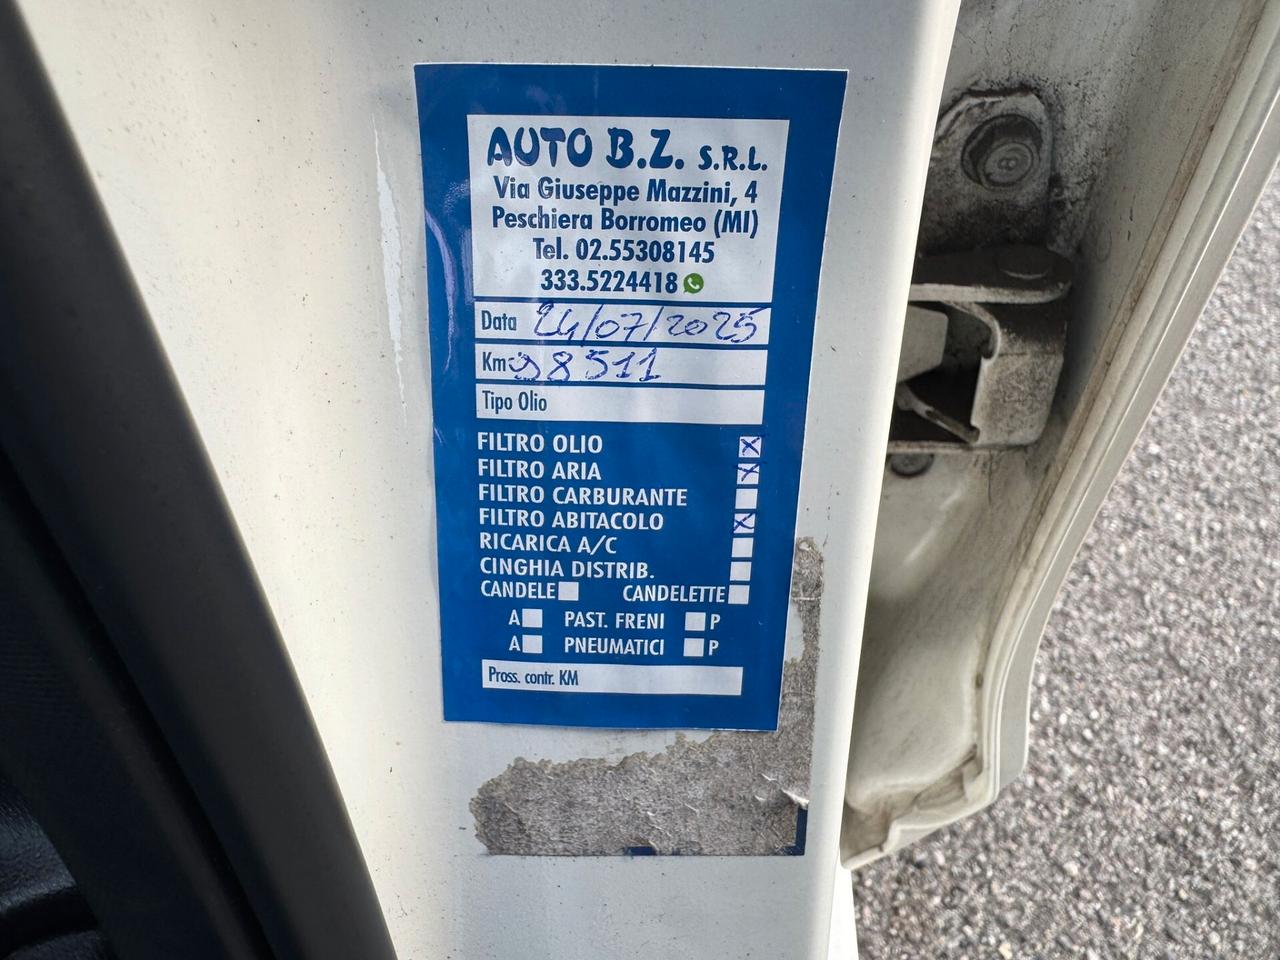 AUTO B.Z. S.R.L.
Via Giuseppe Mazzini, 4
Peschiera Borromeo (MI)
Tel. 02.55308145
333.5224418
Data 24/07/2025
Km 98511
Tipo Olio
FILTRO OLIO
FILTRO ARIA
FILTRO CARBURANTE
FILTRO ABITACOLO
RICARICA A/C
CINGHIA DISTRIB.
CANDELE CANDELETTE
A PAST. FRENI P
A PNEUMATICI P
Pross. contr. KM